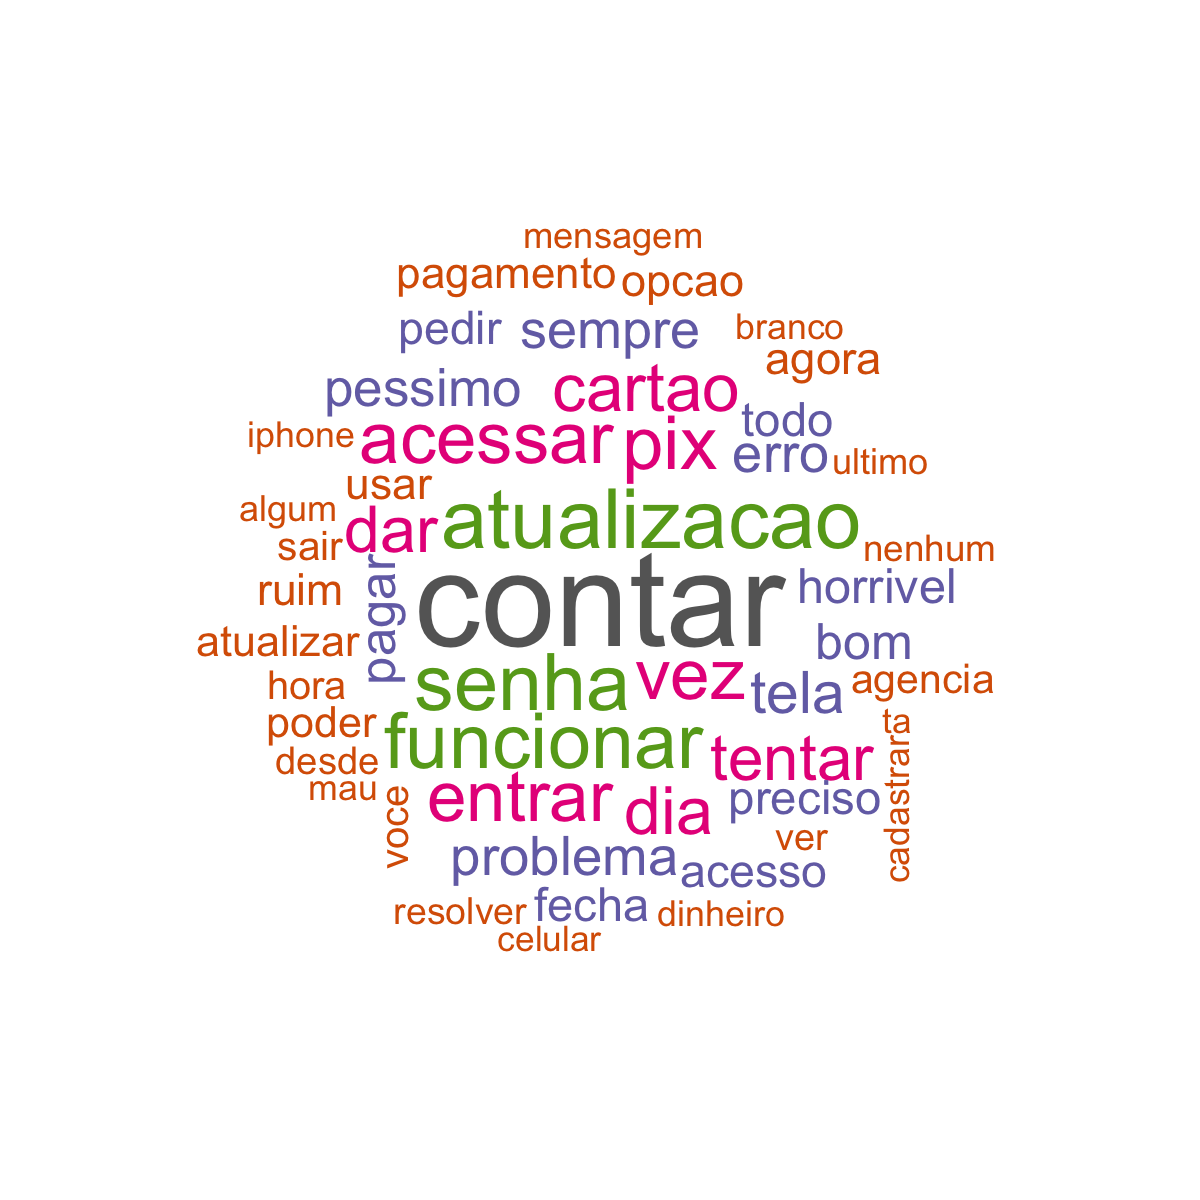 mensagem
pagamento opcao
pedir sempre branco
agora
pessimo cartao
todo
iphone acessar pix erro ultimo
usar
algum dar atualizacao
sair nenhum
ruim pagar contar horrivel
atualizar bom
hora senha vez tela agencia
poder funcionar ta
desde tentar cadastrar
mau voce entrar dia preciso
ver
problema acesso
resolver fecha dinheiro
celular